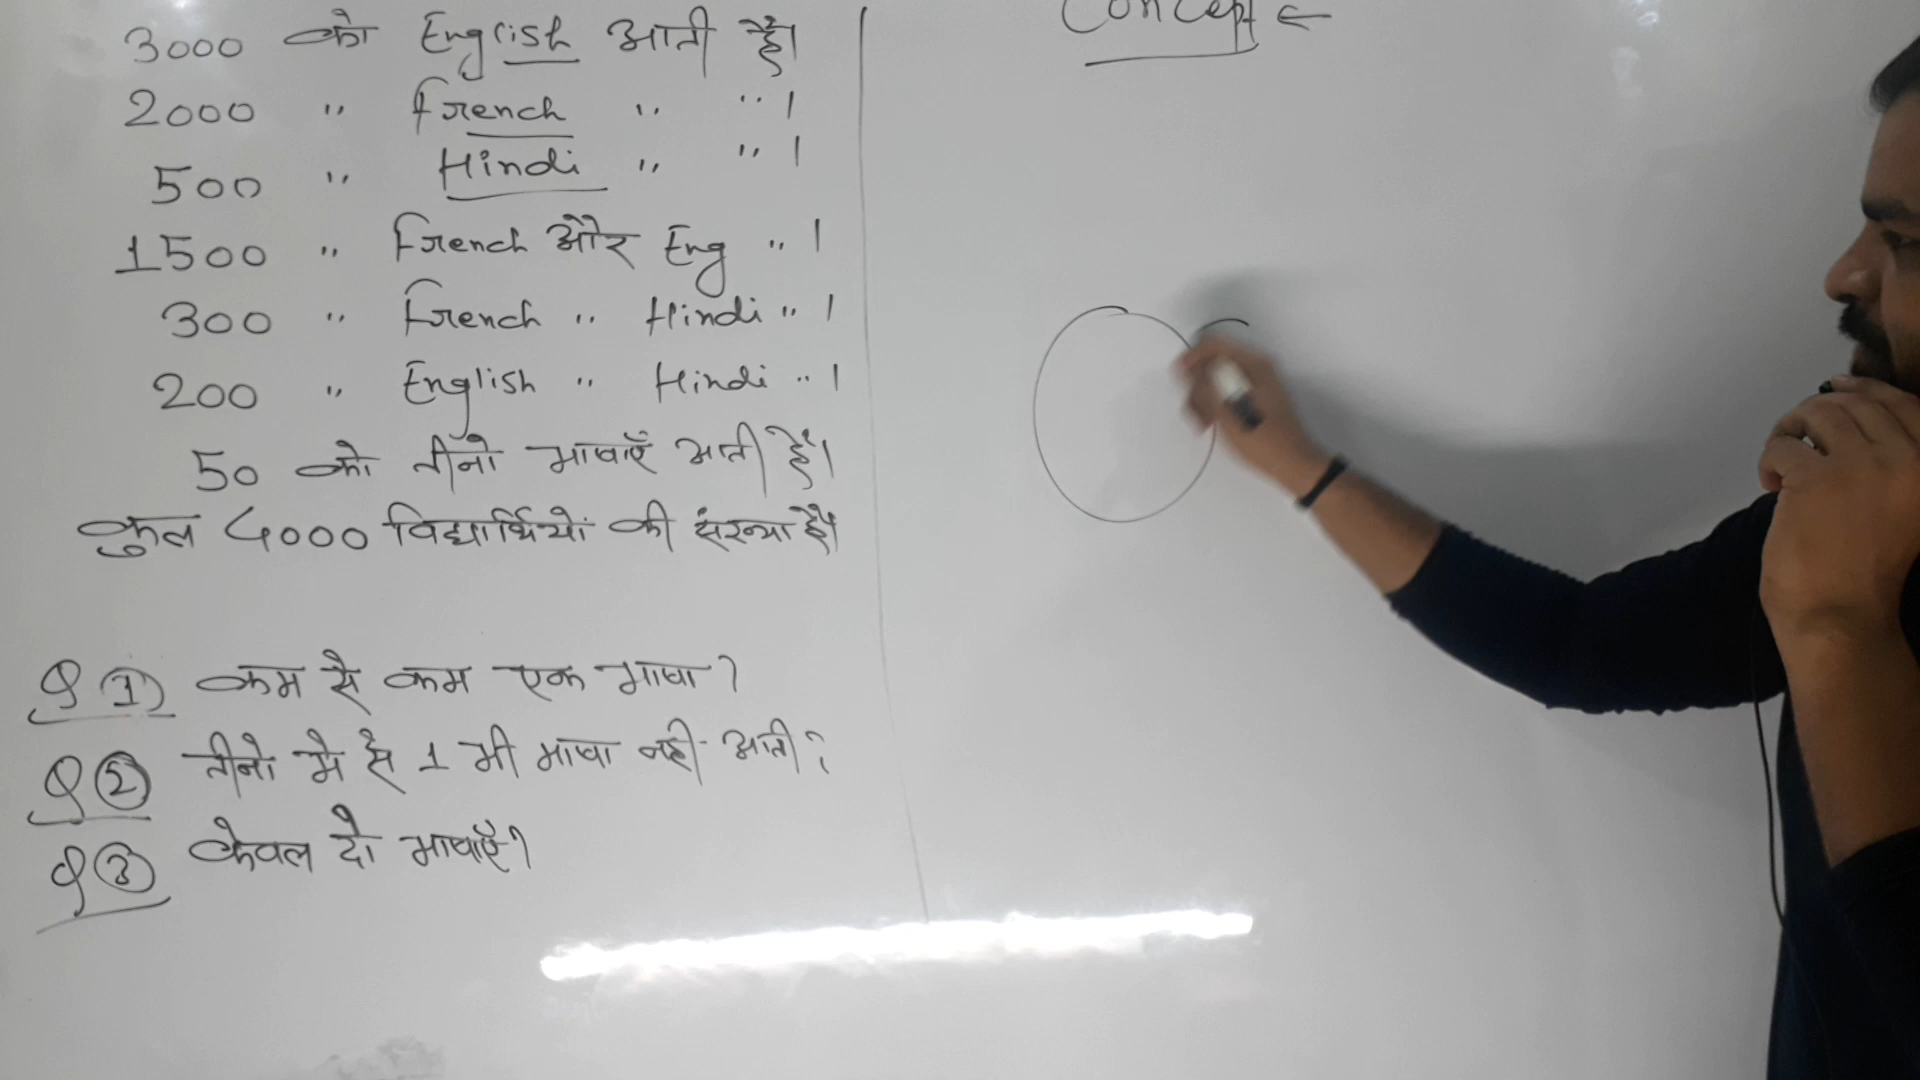 3000 को English आती है।
2000 " French " " ।
500 " Hindi " " ।
1500 " French और Eng " ।
300 " French " Hindi " ।
200 " English " Hindi " ।
50 को तीनो भाषाएँ आती हैं।
कुल 4000 विद्यार्थियों की संख्या है।
Q 1) कम से कम एक भाषा?
Q 2 तीनो मे से 1 भी भाषा नही आती?
Q 3 केवल दो भाषाएँ?
Concept ←